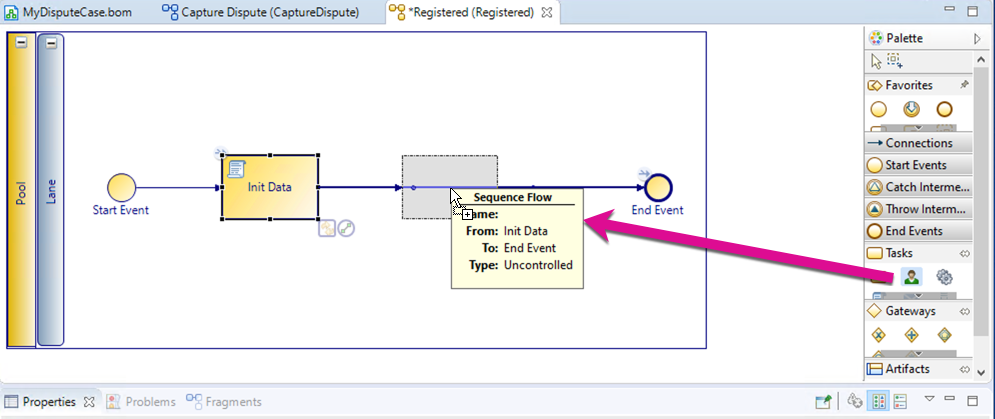 MyDisputeCase.bom
Capture Dispute (CaptureDispute)
*Registered (Registered)
Palette
Favorites
Connections
Start Events
Catch Interme...
Throw Interm...
End Events
Tasks
Gateways
Artifacts
Pool
Lane
Start Event
Init Data
End Event
Sequence Flow
ame:
From: Init Data
To: End Event
Type: Uncontrolled
Properties
Problems
Fragments